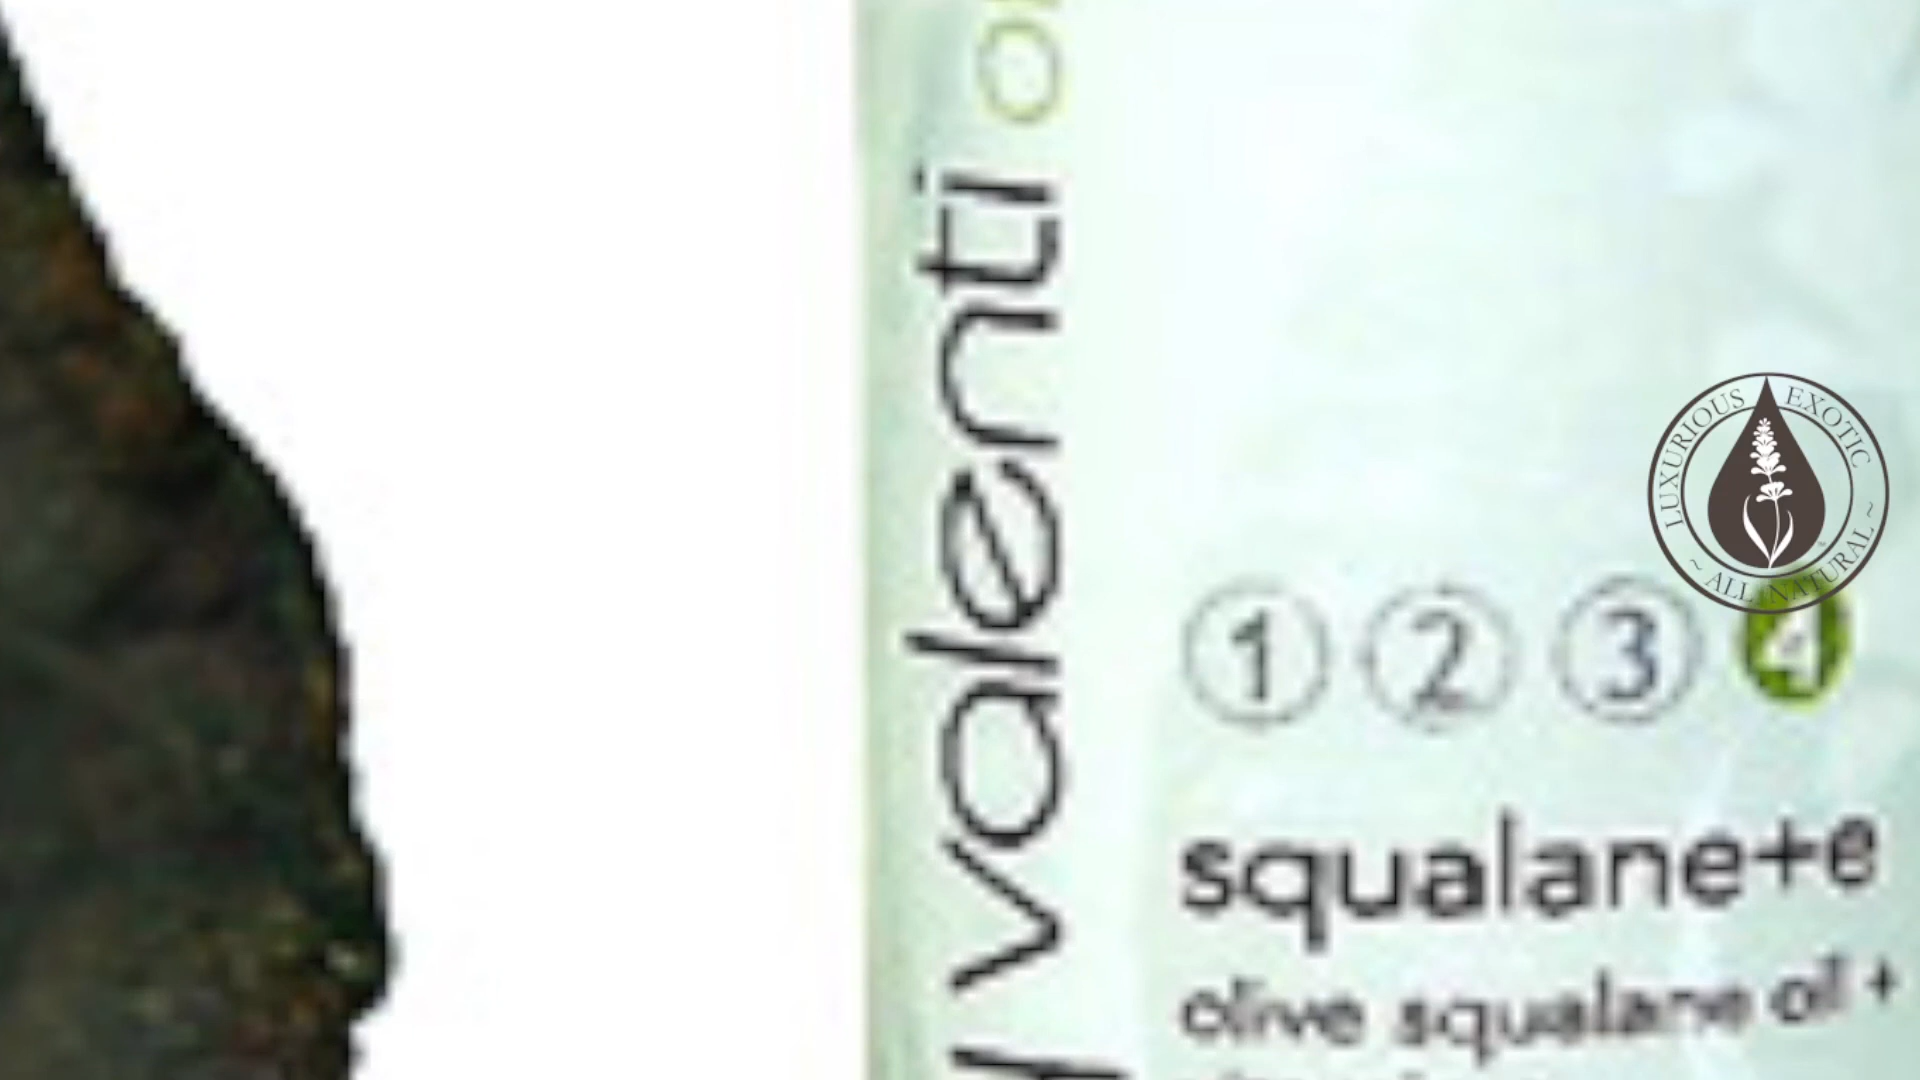 valenti
LUXURIOUS EXOTIC
~ ALL NATURAL ~
1 2 3 4
squalane+e
olive squalane oil +